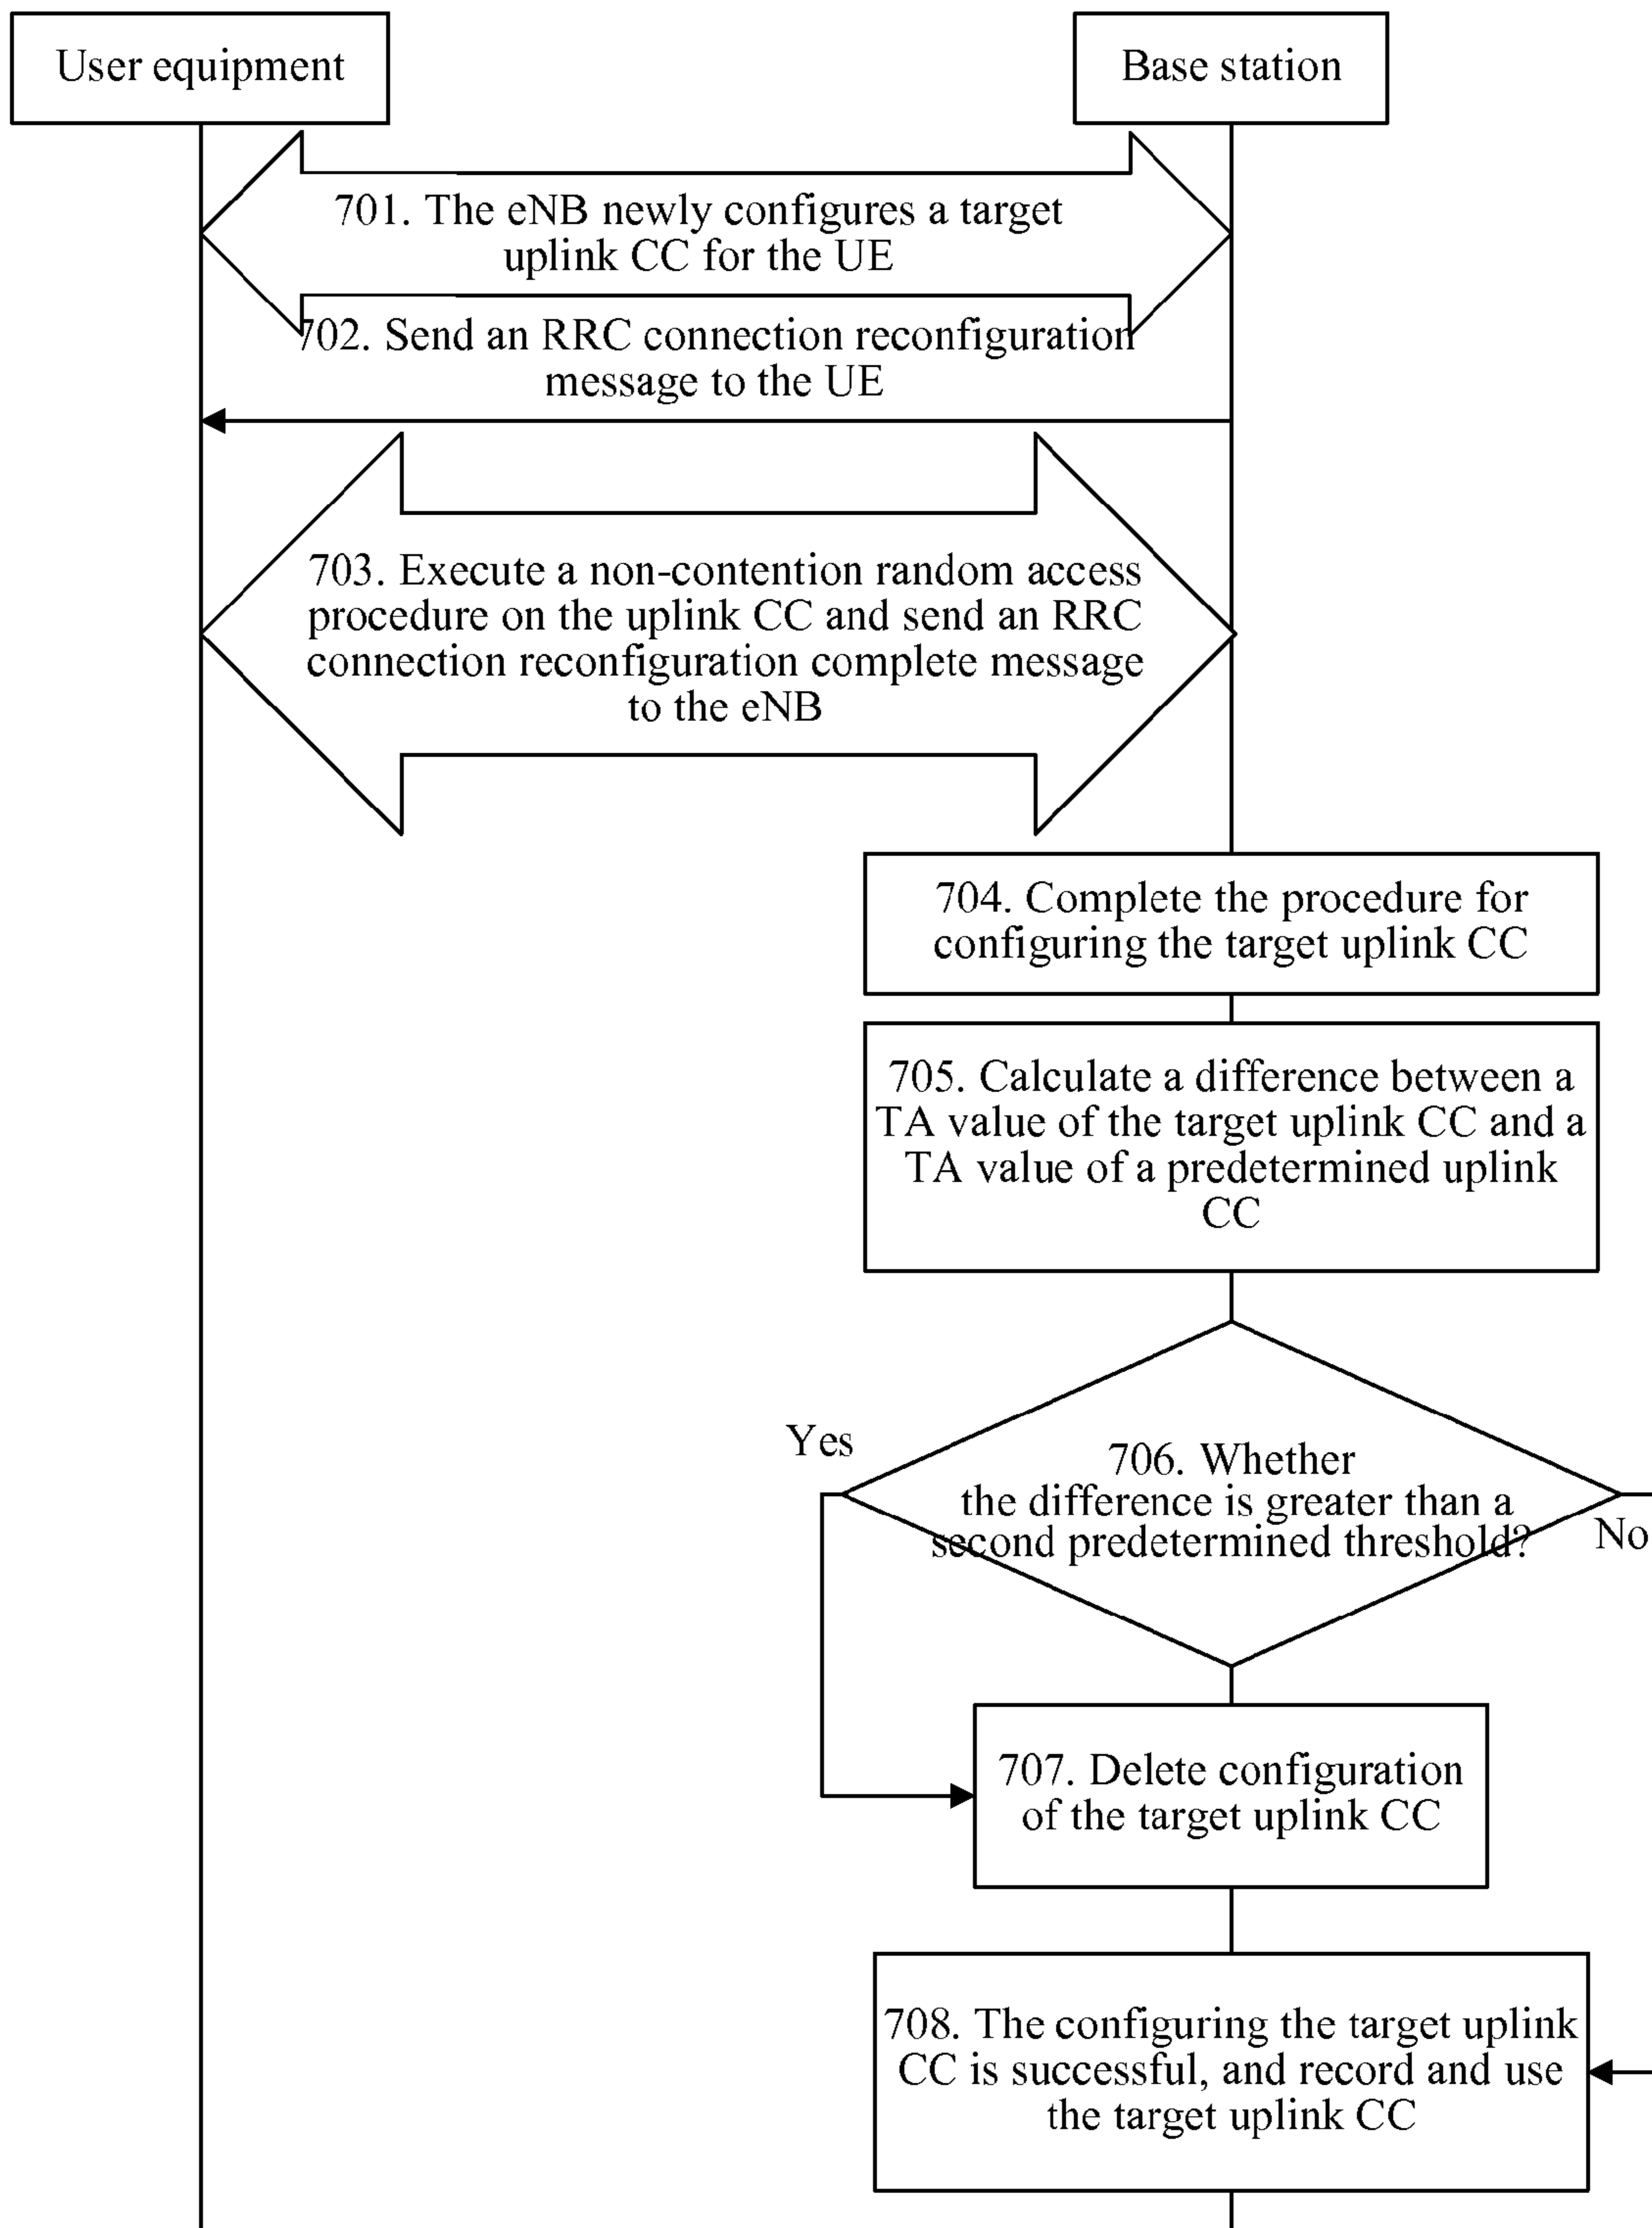 User equipment
Base station
701. The eNB newly configures a target
uplink CC for the UE
702. Send an RRC connection reconfiguration
message to the UE
703. Execute a non-contention random access
procedure on the uplink CC and send an RRC
connection reconfiguration complete message
to the eNB
704. Complete the procedure for
configuring the target uplink CC
705. Calculate a difference between a
TA value of the target uplink CC and a
TA value of a predetermined uplink
CC
Yes
706. Whether
the difference is greater than a
second predetermined threshold?
No
707. Delete configuration
of the target uplink CC
708. The configuring the target uplink
CC is successful, and record and use
the target uplink CC